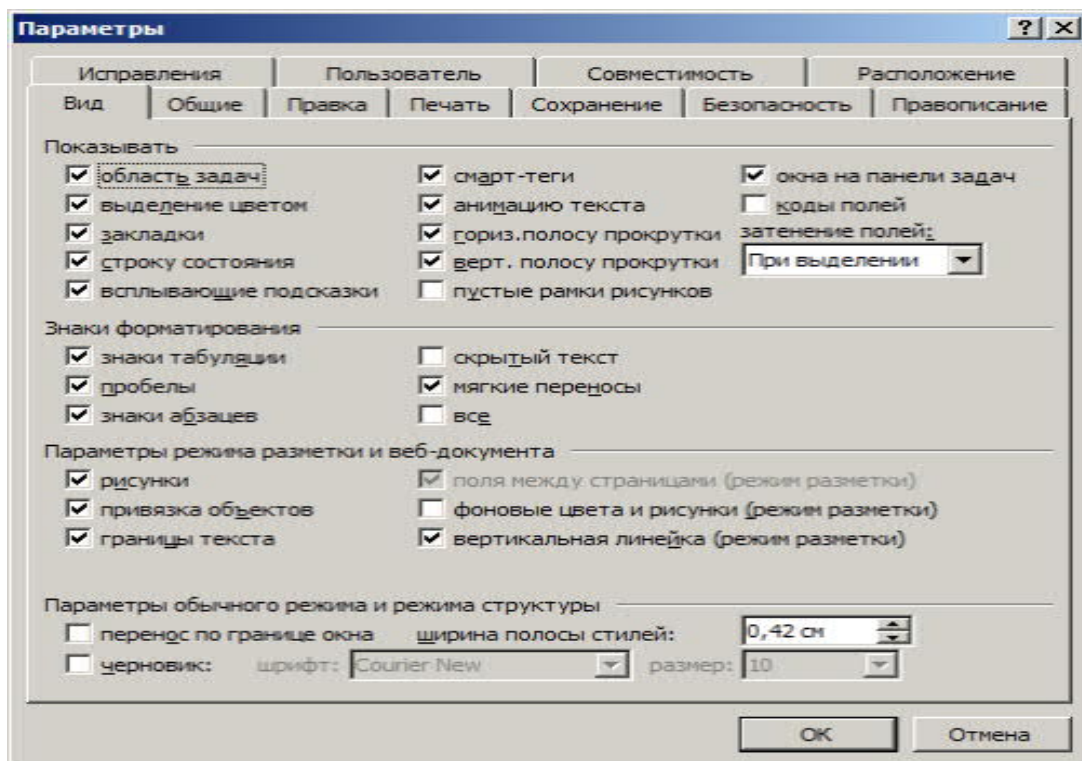 Параметры
Исправления Пользователь Совместимость Расположение
Вид Общие Правка Печать Сохранение Безопасность Правописание
Показывать
область задач смарт-теги окна на панели задач
выделение цветом анимацию текста коды полей
закладки гориз.полосу прокрутки затенение полей:
строку состояния верт. полосу прокрутки При выделении
всплывающие подсказки пустые рамки рисунков
Знаки форматирования
знаки табуляции скрытый текст
пробелы мягкие переносы
знаки абзацев все
Параметры режима разметки и веб-документа
рисунки поля между страницами (режим разметки)
привязка объектов фоновые цвета и рисунки (режим разметки)
границы текста вертикальная линейка (режим разметки)
Параметры обычного режима и режима структуры
перенос по границе окна ширина полосы стилей: 0,42 см
черновик: шрифт: Courier New размер: 10
ОК Отмена